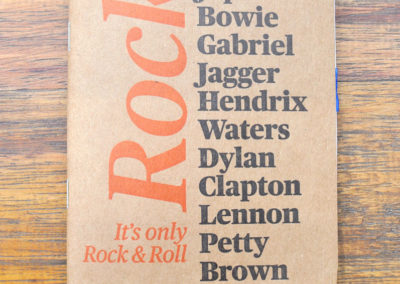 Rock
Bowie
Gabriel
Jagger
Hendrix
Waters
Dylan
Clapton
Lennon
Petty
Brown
It's only
Rock & Roll